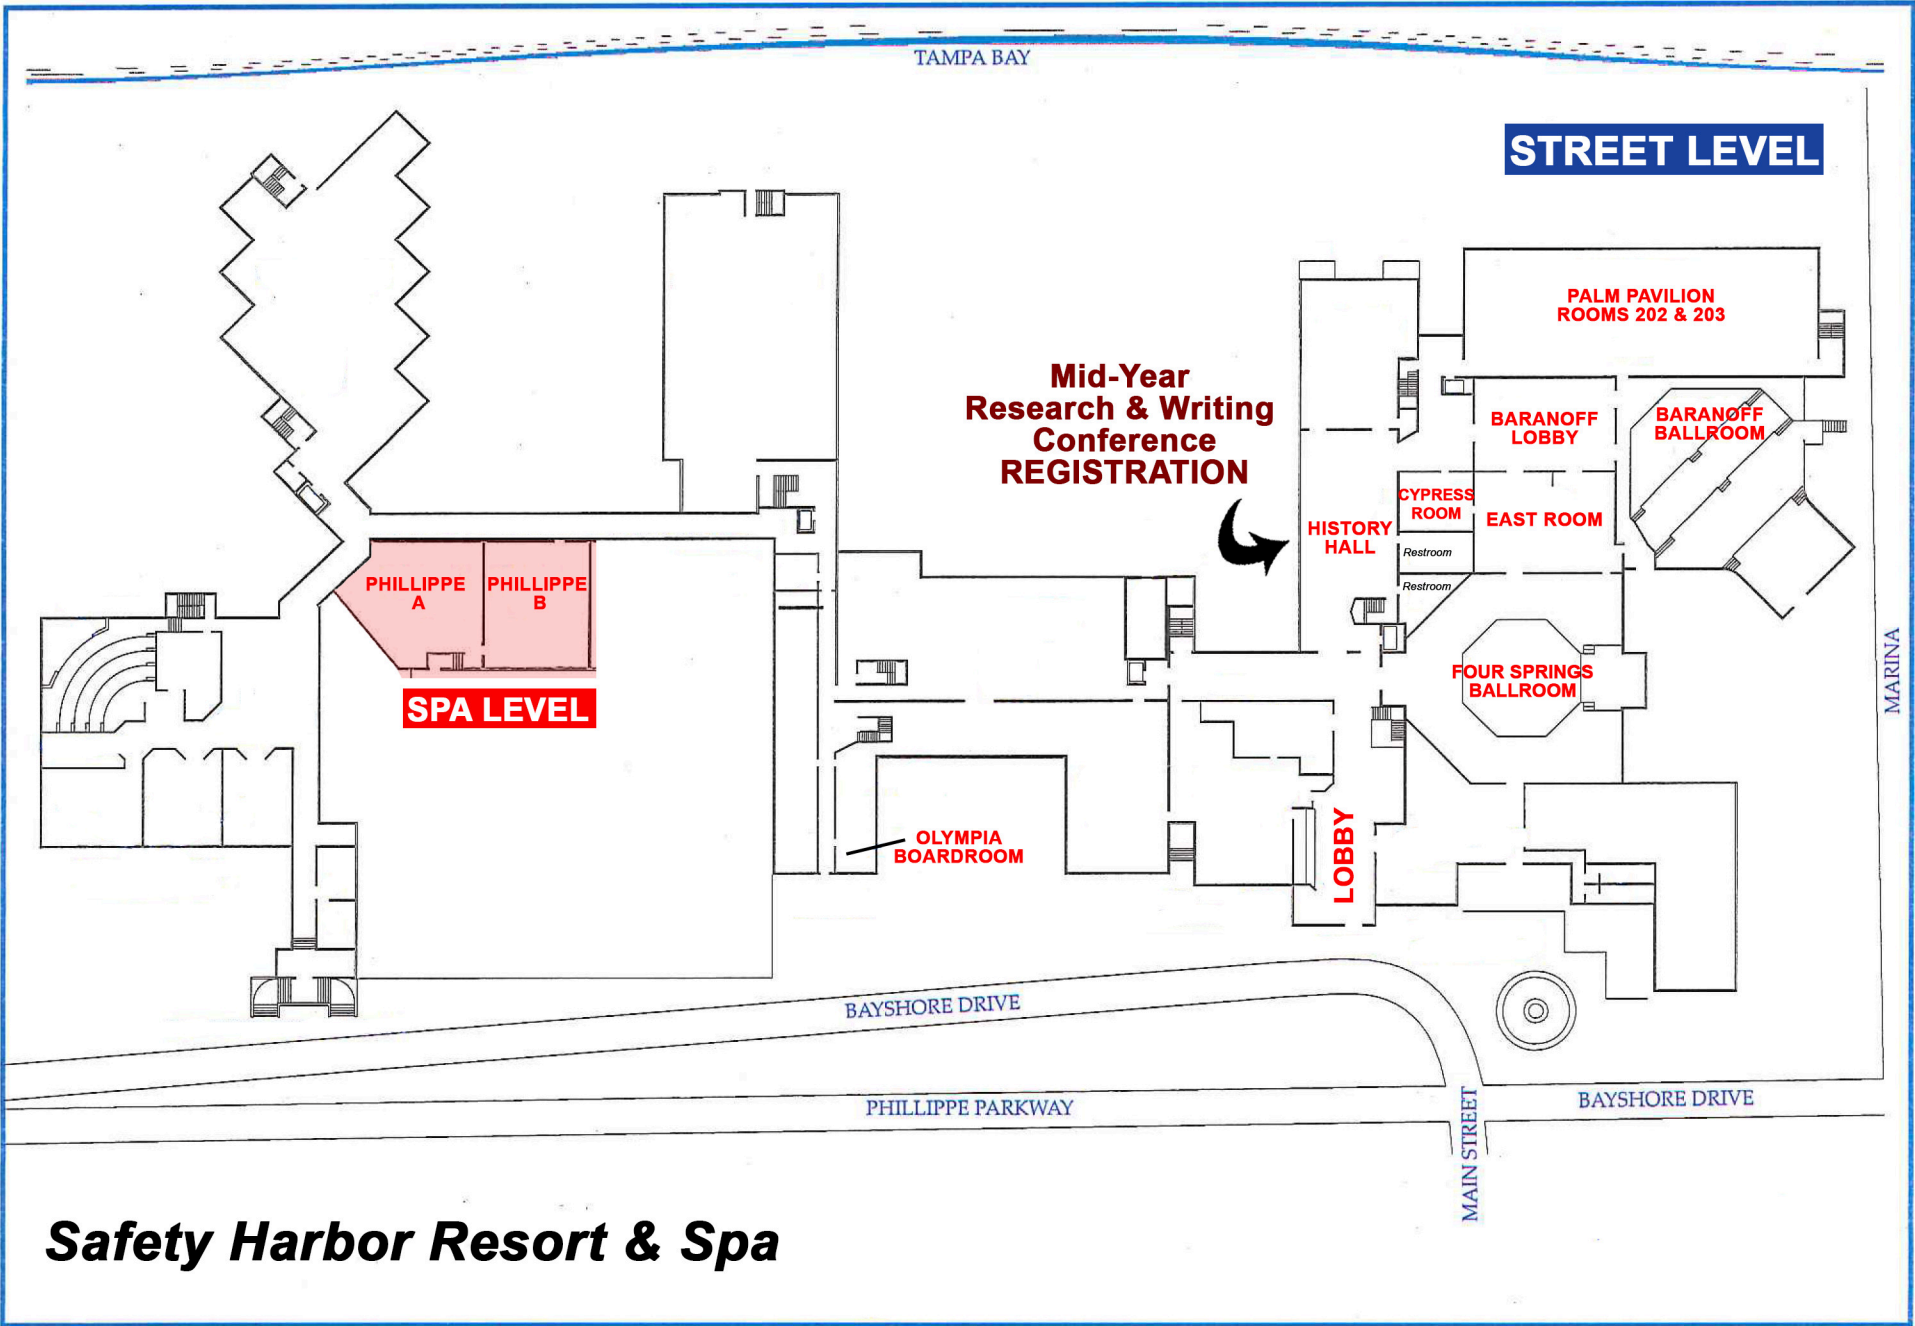 TAMPA BAY
STREET LEVEL
PALM PAVILION
ROOMS 202 & 203
Mid-Year
Research & Writing
Conference
REGISTRATION
BARANOFF
LOBBY
BARANOFF
BALLROOM
CYPRESS
ROOM
EAST ROOM
HISTORY
HALL
Restroom
Restroom
PHILLIPPE
A
PHILLIPPE
B
SPA LEVEL
FOUR SPRINGS
BALLROOM
MARINA
OLYMPIA
BOARDROOM
LOBBY
BAYSHORE DRIVE
PHILLIPPE PARKWAY
BAYSHORE DRIVE
MAIN STREET
Safety Harbor Resort & Spa